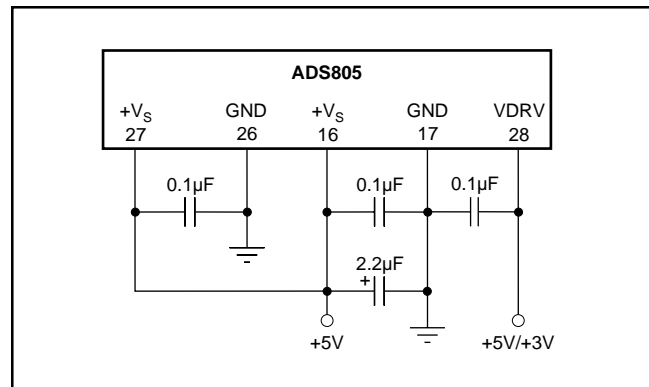 ADS805
+VS GND +VS GND VDRV
27 26 16 17 28
0.1µF 0.1µF 0.1µF
2.2µF
+
+5V +5V/+3V